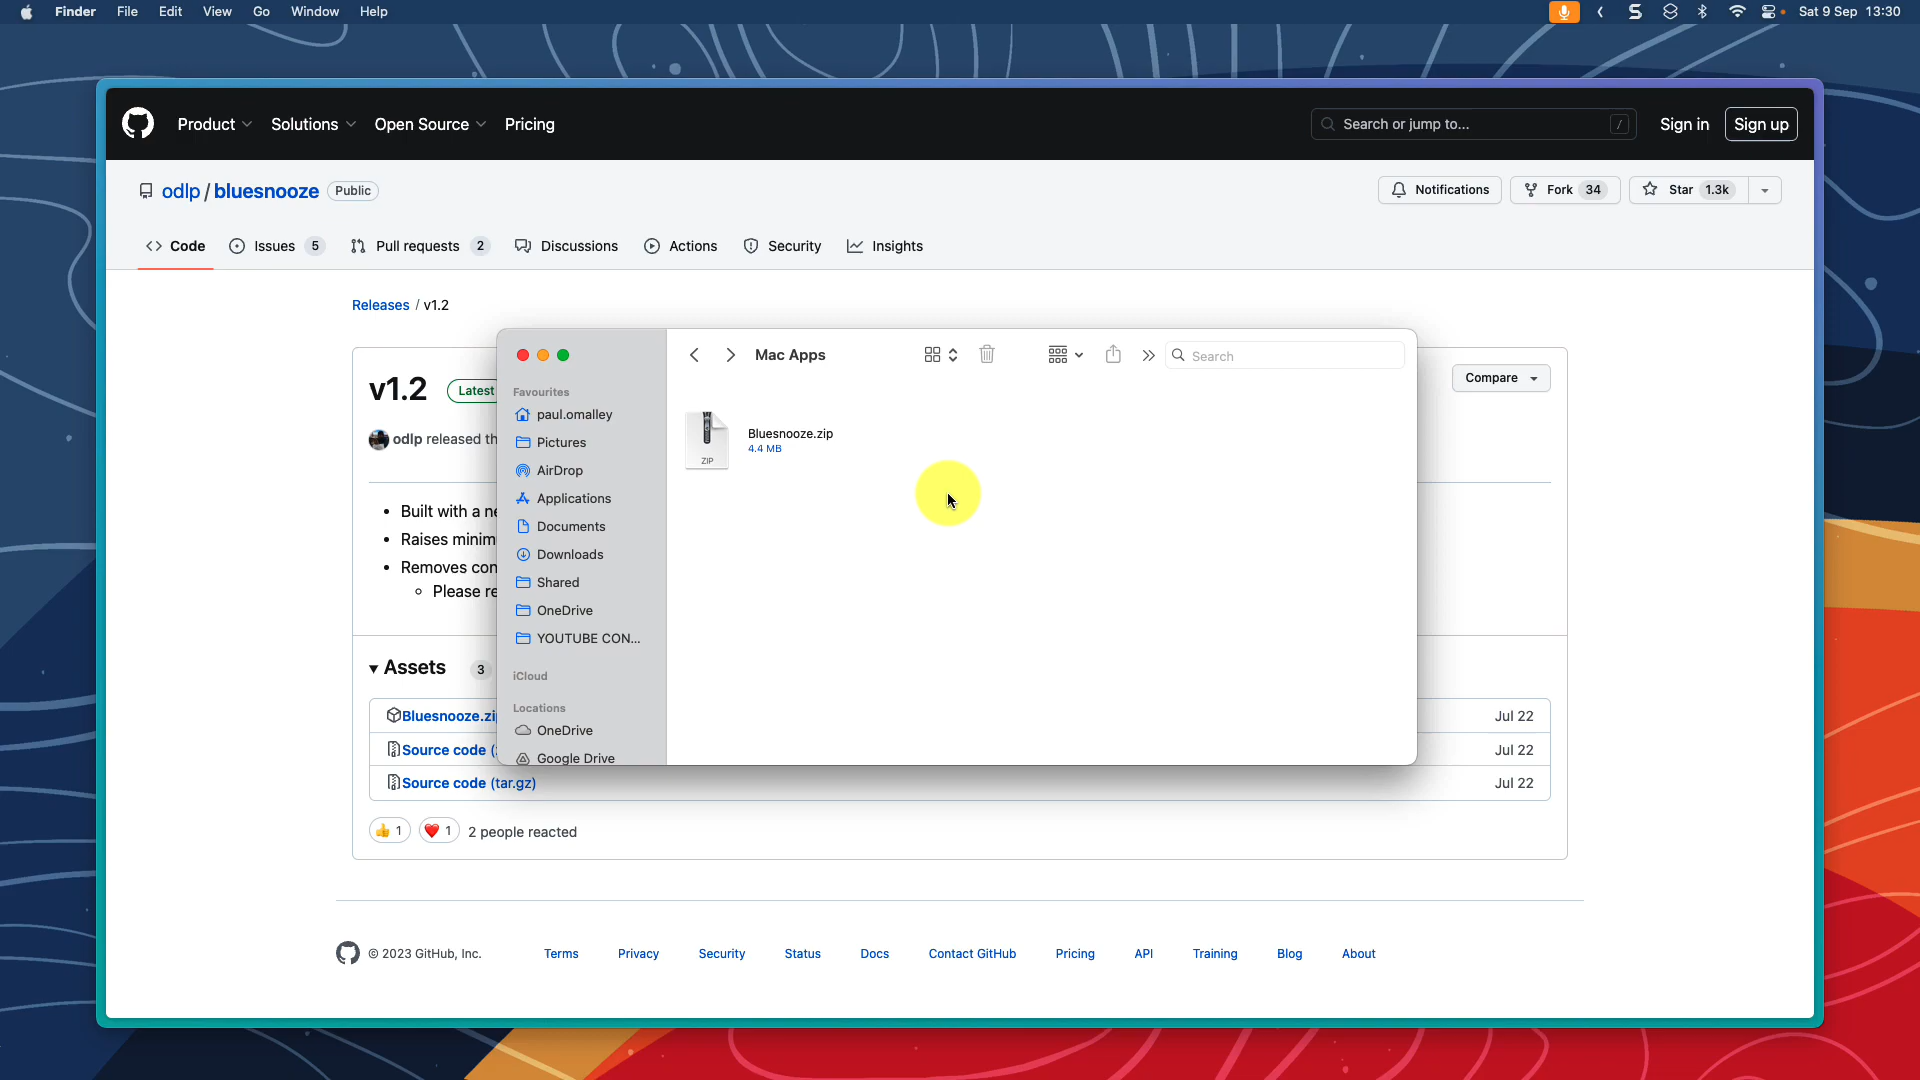 Finder File Edit View Go Window Help
Sat 9 Sep 13:30
Product Solutions Open Source Pricing
Search or jump to... /
Sign in Sign up
odlp / bluesnooze Public
Notifications Fork 34 Star 1.3k
Code Issues 5 Pull requests 2 Discussions Actions Security Insights
Releases / v1.2
v1.2 Latest
Compare
odlp released
Built with a
Raises
Removes
Please
Assets 3
Bluesnooze.zi Jul 22
Source code Jul 22
Source code (tar.gz) Jul 22
👍 1 ❤️ 1 2 people reacted
Mac Apps
Search
Favourites
paul.omalley
Pictures
AirDrop
Applications
Documents
Downloads
Shared
OneDrive
YOUTUBE CON...
iCloud
Locations
OneDrive
Google Drive
Bluesnooze.zip
4.4 MB
ZIP
© 2023 GitHub, Inc. Terms Privacy Security Status Docs Contact GitHub Pricing API Training Blog About